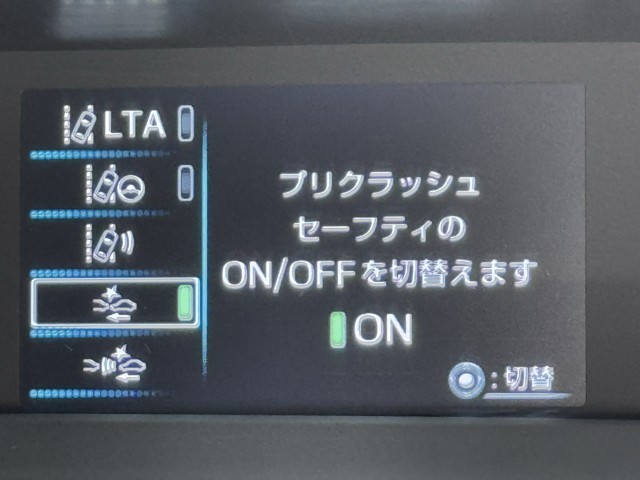 LTA
プリクラッシュ
セーフティの
ON/OFFを切替えます
ON
:切替